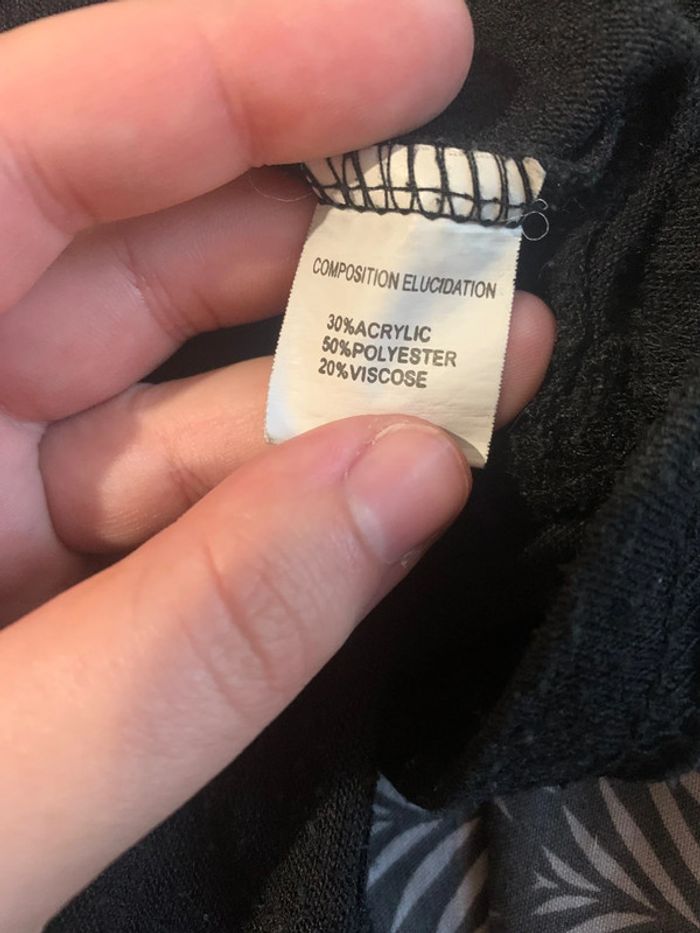 COMPOSITION ELUCIDATION
30%ACRYLIC
50%POLYESTER
20%VISCOSE